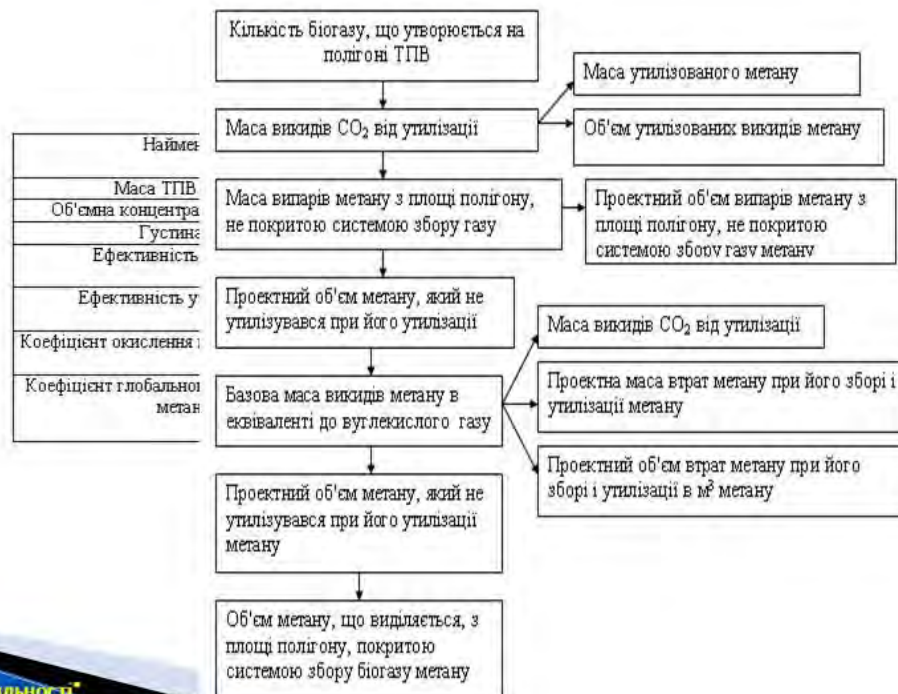 Кількість біогазу, що утворюється на
полігоні ТПВ
Маса утилізованого метану
Маса викидів CO₂ від утилізації
Об'єм утилізованих викидів метану
Маса ТПВ
Густина
Ефективність
Ефективність
Коефіцієнт окислення
Коефіцієнт
Маса випарів метану з площі полігону,
не покритою системою збору газу
Проектний об'єм випарів метану з
площі полігону, не покритою
системою збору газу метану
Проектний об'єм метану, який не
утилізувався при його утилізації
Маса викидів CO₂ від утилізації
Базова маса викидів метану в
еквіваленті до вуглекислого газу
Проектна маса втрат метану при його зборі і
утилізації метану
Проектний об'єм втрат метану при його
зборі і утилізації в м³ метану
Проектний об'єм метану, який не
утилізувався при його утилізації
метану
Об'єм метану, що виділяється, з
площі полігону, покритою
системою збору біогазу метану